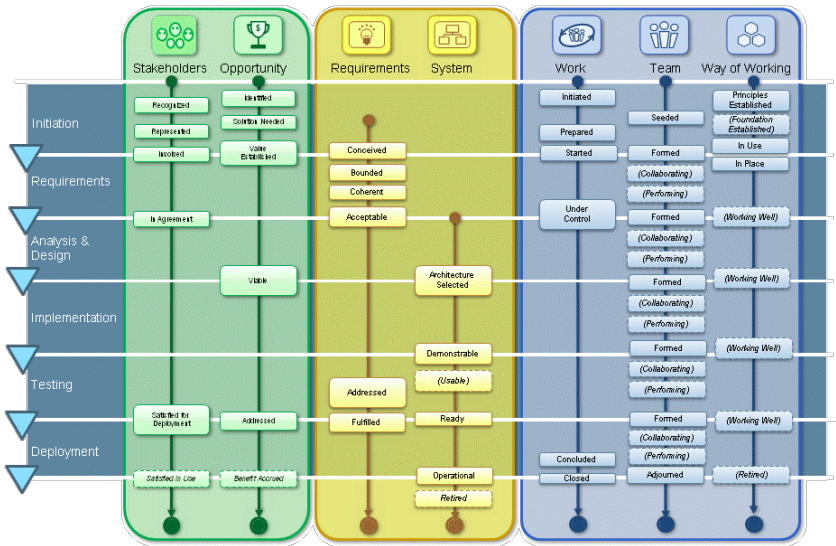 $
Stakeholders
Opportunity
Requirements
System
Work
Team
Way of Working
Initiation
Requirements
Analysis &
Design
Implementation
Testing
Deployment
Recognized
Represented
Involved
In Agreement
Satisfied for
Deployment
Satisfied In Use
Identified
Solution Needed
Value
Established
Viable
Addressed
Benefit Accrued
Conceived
Bounded
Coherent
Acceptable
Addressed
Fulfilled
Architecture
Selected
Demonstrable
(Usable)
Ready
Operational
Retired
Initiated
Prepared
Started
Under
Control
Concluded
Closed
Seeded
Formed
(Collaborating)
(Performing)
Formed
(Collaborating)
(Performing)
Formed
(Collaborating)
(Performing)
Formed
(Collaborating)
(Performing)
Formed
(Collaborating)
(Performing)
Adjourned
Principles
Established
(Foundation
Established)
In Use
In Place
(Working Well)
(Working Well)
(Working Well)
(Working Well)
(Retired)